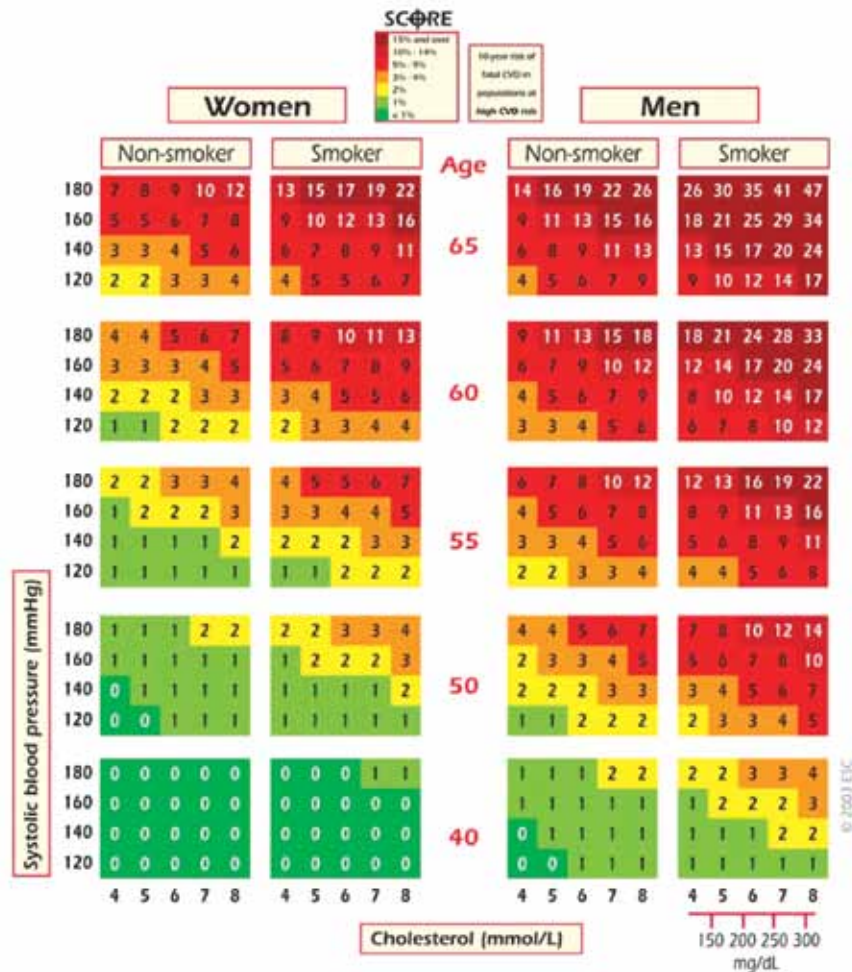 SCORE
15% and over
10% - 14%
5% - 9%
3% - 4%
2%
1%
< 1%
10-year risk of
fatal CVD in
populations at
high CVD risk
Women
Men
Non-smoker Smoker Age Non-smoker Smoker
180 7 8 9 10 12 13 15 17 19 22 14 16 19 22 26 26 30 35 41 47
160 5 5 6 7 8 9 10 12 13 16 9 11 13 15 16 18 21 25 29 34
65
140 3 3 4 5 6 6 7 8 9 11 6 8 9 11 13 13 15 17 20 24
120 2 2 3 3 4 4 5 5 6 7 4 5 6 7 9 9 10 12 14 17
180 4 4 5 6 7 8 9 10 11 13 9 11 13 15 18 18 21 24 28 33
160 3 3 3 4 5 5 6 7 8 9 6 7 9 10 12 12 14 17 20 24
60
140 2 2 2 3 3 3 4 5 5 6 4 5 6 7 9 8 10 12 14 17
120 1 1 2 2 2 2 3 3 4 4 3 3 4 5 6 6 7 8 10 12
180 2 2 3 3 4 4 5 5 6 7 6 7 8 10 12 12 13 16 19 22
160 1 2 2 2 3 3 3 4 4 5 4 5 6 7 8 8 9 11 13 16
55
140 1 1 1 1 2 2 2 2 3 3 3 3 4 5 6 5 6 8 9 11
120 1 1 1 1 1 1 1 2 2 2 2 2 3 3 4 4 4 5 6 8
180 1 1 1 2 2 2 2 3 3 4 4 4 5 6 7 7 8 10 12 14
160 1 1 1 1 1 1 2 2 2 3 2 3 3 4 5 5 6 7 8 10
50
140 0 1 1 1 1 1 1 1 1 2 2 2 2 3 3 3 4 5 6 7
120 0 0 1 1 1 1 1 1 1 1 1 1 2 2 2 2 3 3 4 5
180 0 0 0 0 0 0 0 0 1 1 1 1 1 2 2 2 2 3 3 4
160 0 0 0 0 0 0 0 0 0 0 1 1 1 1 1 1 2 2 2 3
40
140 0 0 0 0 0 0 0 0 0 0 0 1 1 1 1 1 1 1 2 2
120 0 0 0 0 0 0 0 0 0 0 0 0 1 1 1 1 1 1 1 1
4 5 6 7 8 4 5 6 7 8 4 5 6 7 8
Systolic blood pressure (mmHg)
Cholesterol (mmol/L)
4 5 6 7 8
150 200 250 300
mg/dL
© 2003 ESC